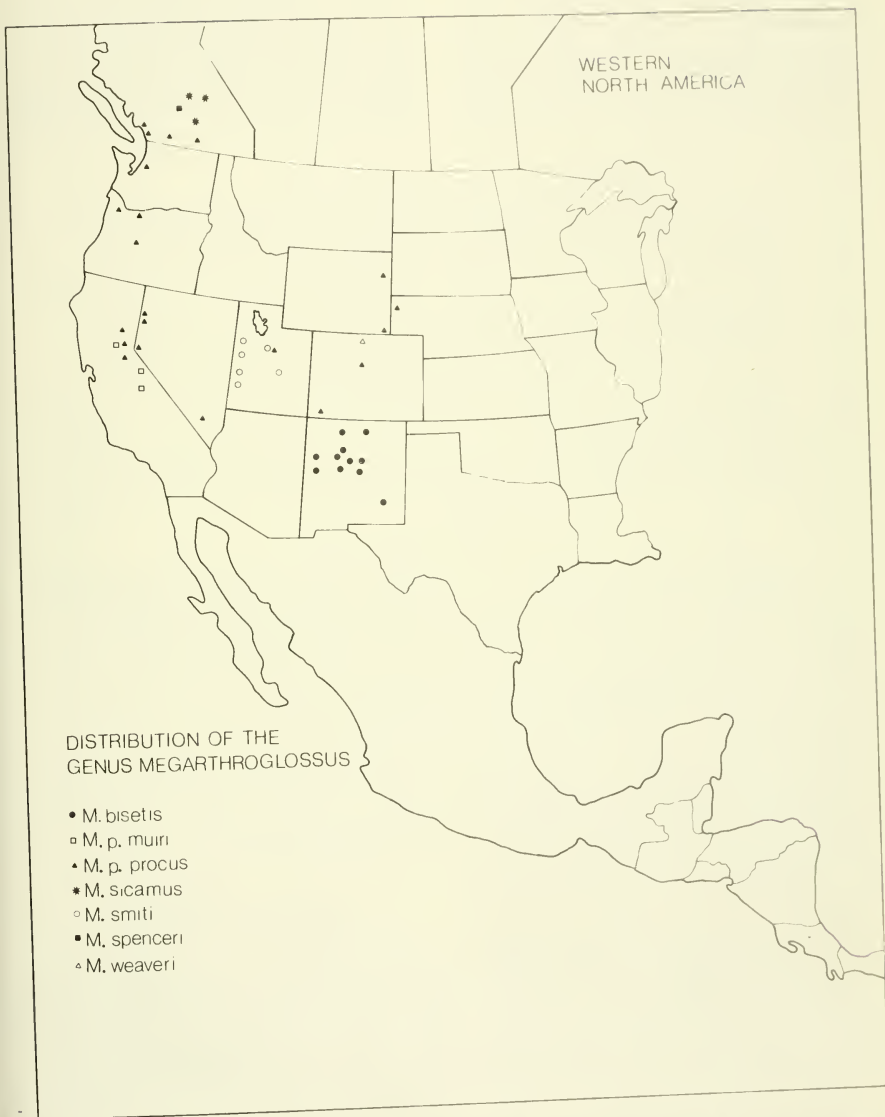 WESTERN
NORTH AMERICA
DISTRIBUTION OF THE
GENUS MEGARTHROGLOSSUS
M. bisetis
M. p. muiri
M. p. procus
M. sicamus
M. smiti
M. spenceri
M. weaveri